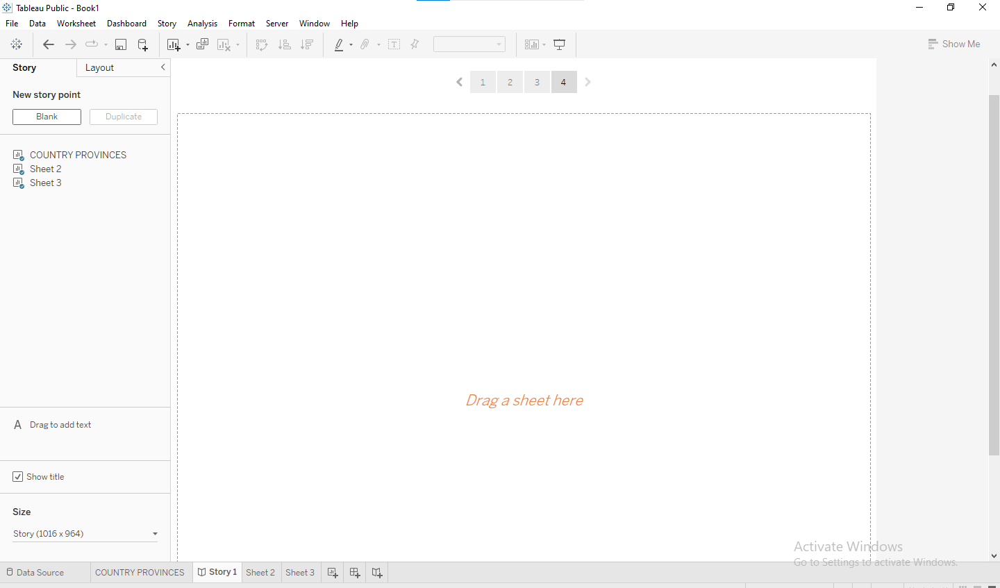 Tableau Public - Book1
File Data Worksheet Dashboard Story Analysis Format Server Window Help
Show Me
Story Layout
1 2 3 4
New story point
Blank Duplicate
COUNTRY PROVINCES
Sheet 2
Sheet 3
Drag a sheet here
A Drag to add text
Show title
Size
Story (1016 x 964)
Activate Windows
Go to Settings to activate Windows.
Data Source COUNTRY PROVINCES Story 1 Sheet 2 Sheet 3